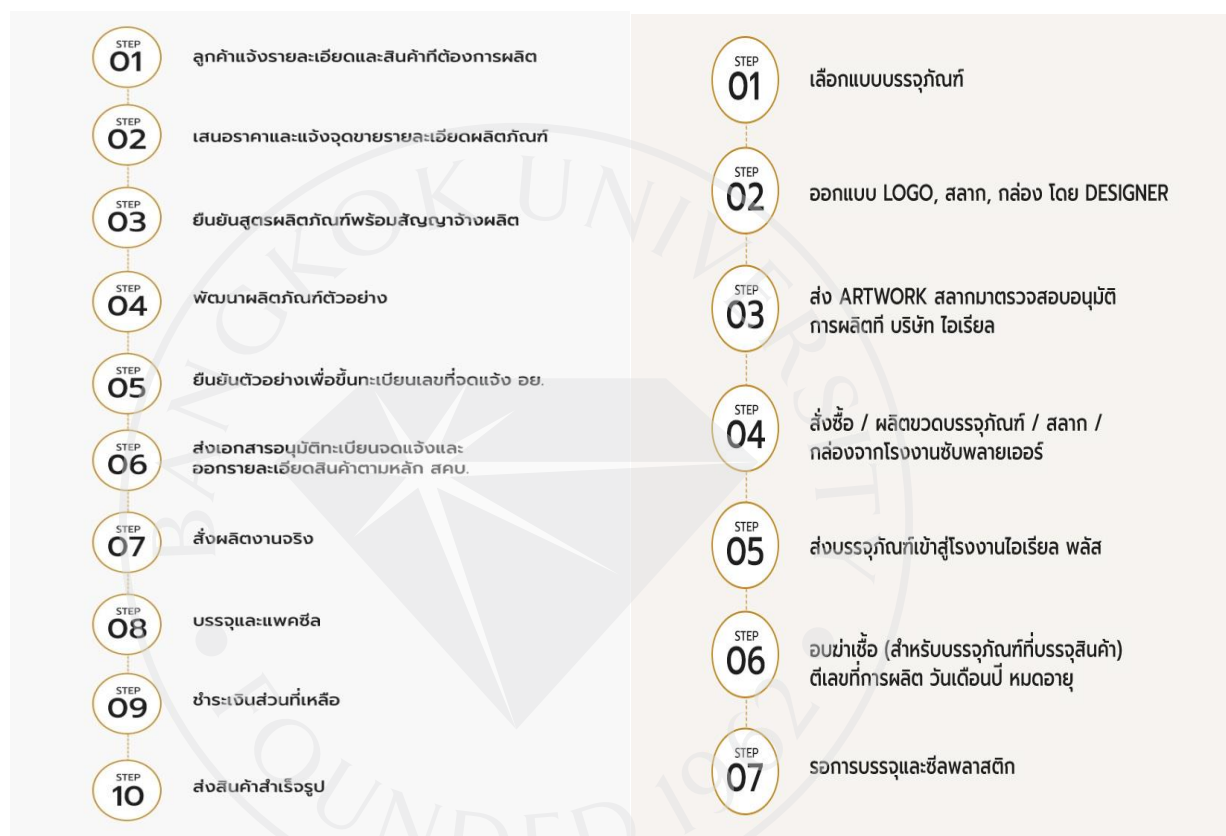 STEP
01
ลูกค้าแจ้งรายละเอียดและสินค้าที่ต้องการผลิต
STEP
02
เสนอราคาและแจ้งจุดขายรายละเอียดผลิตภัณฑ์
STEP
03
ยืนยันสูตรผลิตภัณฑ์พร้อมสัญญาจ้างผลิต
STEP
04
พัฒนาผลิตภัณฑ์ตัวอย่าง
STEP
05
ยืนยันตัวอย่างเพื่อขึ้นทะเบียนเลขที่จดแจ้ง อย.
STEP
06
ส่งเอกสารอนุมัติทะเบียนจดแจ้งและ
ออกรายละเอียดสินค้าตามหลัก สคบ.
STEP
07
สั่งผลิตงานจริง
STEP
08
บรรจุและแพคซีล
STEP
09
ชำระเงินส่วนที่เหลือ
STEP
10
ส่งสินค้าสำเร็จรูป
STEP
01
เลือกแบบบรรจุภัณฑ์
STEP
02
ออกแบบ LOGO, สลาก, กล่อง โดย DESIGNER
STEP
03
ส่ง ARTWORK สลากมาตรวจสอบอนุมัติ
การผลิตที่ บริษัท ไอเรียล
STEP
04
สั่งซื้อ / ผลิตขวดบรรจุภัณฑ์ / สลาก /
กล่องจากโรงงานซับพลายเออร์
STEP
05
ส่งบรรจุภัณฑ์เข้าสู่โรงงานไอเรียล พลัส
STEP
06
อบฆ่าเชื้อ (สำหรับบรรจุภัณฑ์ที่บรรจุสินค้า)
ตีเลขที่การผลิต วันเดือนปี หมดอายุ
STEP
07
รอการบรรจุและซีลพลาสติก
BANGKOK UNIVERSITY
FOUNDED 1962